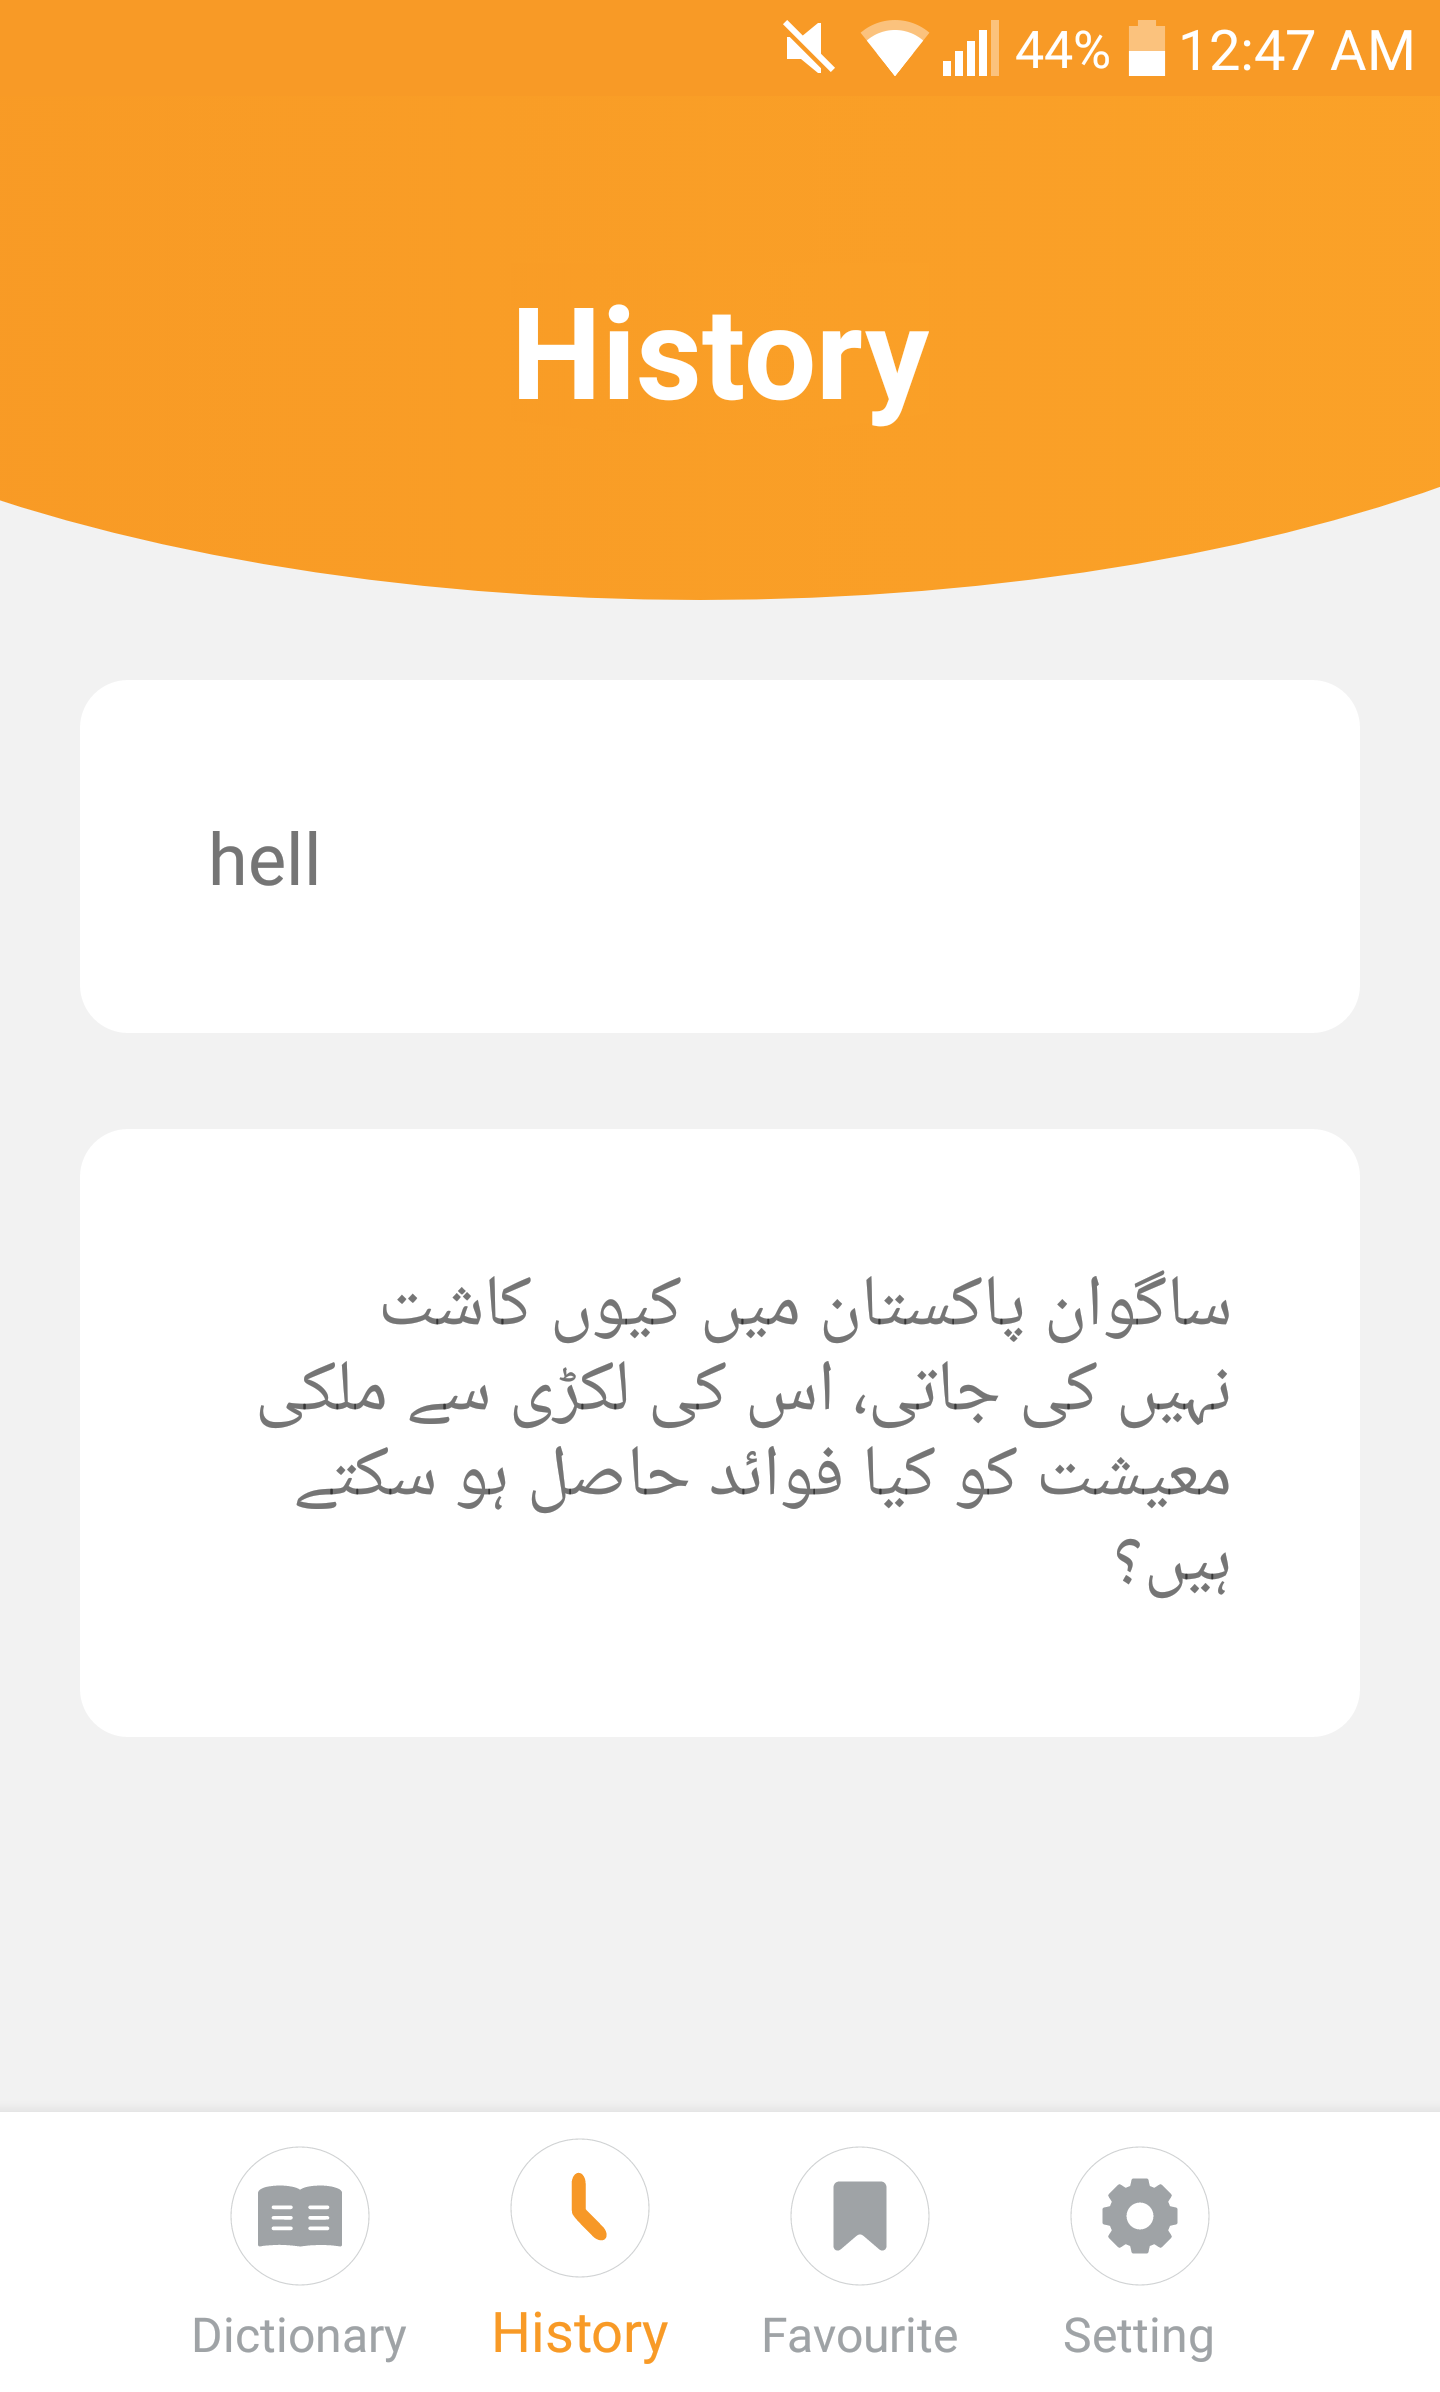 44% 12:47 AM
History
hell
ساگوان پاکستان میں کیوں کاشت
نہیں کی جاتی، اس کی لکڑی سے ملکی
معیشت کو کیا فوائد حاصل ہو سکتے
ہیں؟
Dictionary History Favourite Setting